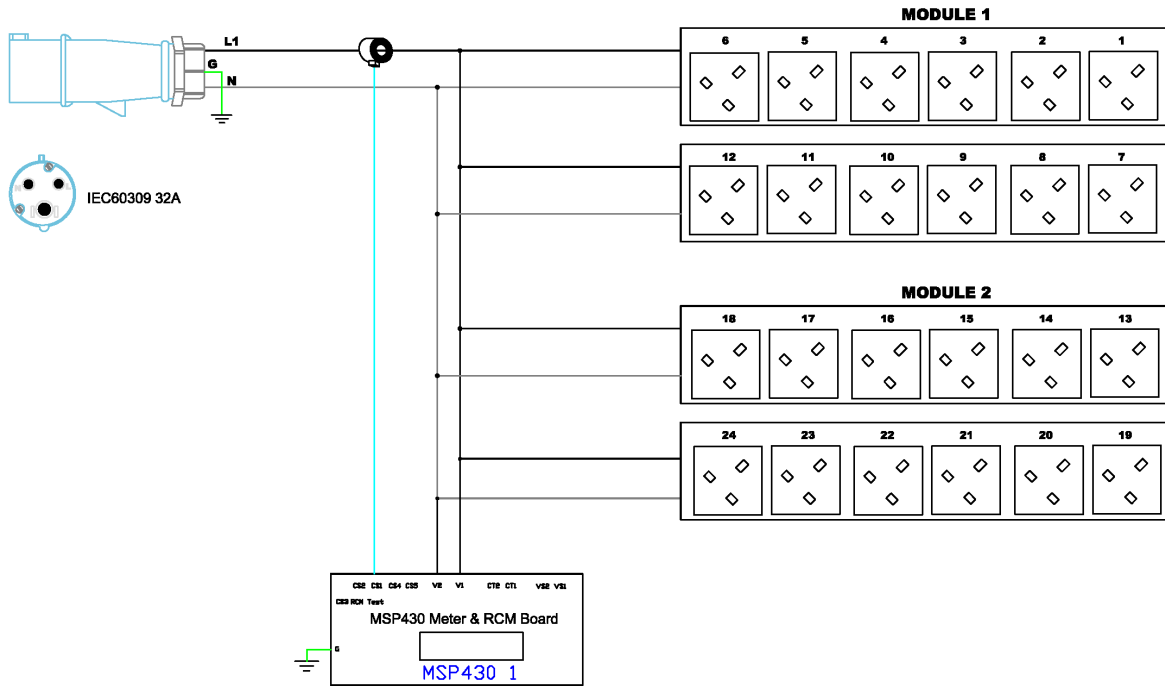 MODULE 1
L1
G
N
6 5 4 3 2 1
12 11 10 9 8 7
IEC60309 32A
MODULE 2
18 17 16 15 14 13
24 23 22 21 20 19
CS2 CS1 CS4 CS5 V2 V1 CT2 CT1 VS2 VS1
CS3 RCM Test
MSP430 Meter & RCM Board
G
MSP430 1